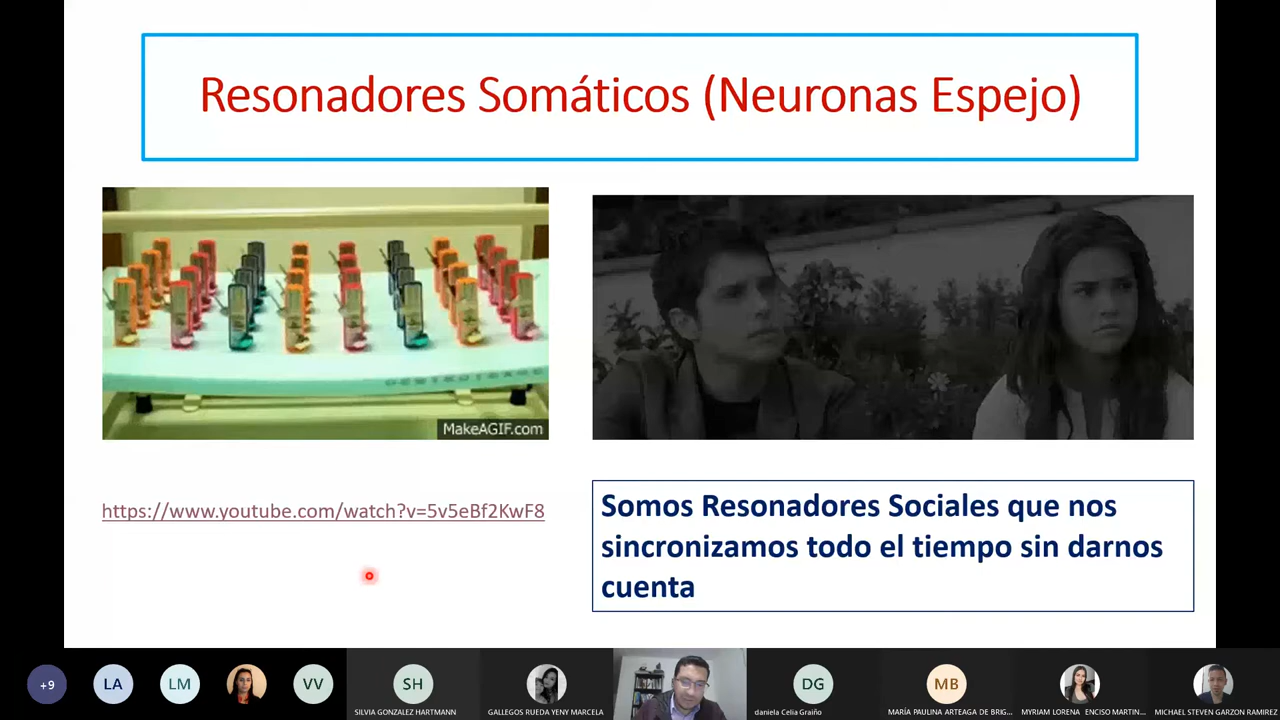 Resonadores Somáticos (Neuronas Espejo)
MakeAGIF.com
https://www.youtube.com/watch?v=5v5eBf2KwF8
Somos Resonadores Sociales que nos
sincronizamos todo el tiempo sin darnos
cuenta
+9
LA
LM
VV
SH
SILVIA GONZALEZ HARTMANN
GALLEGOS RUEDA YENY MARCELA
DG
daniela Celia Graiño
MB
MARÍA PAULINA ARTEAGA DE BRIG...
MYRIAM LORENA ENCISO MARTIN...
MICHAEL STEVEN GARZON RAMIREZ